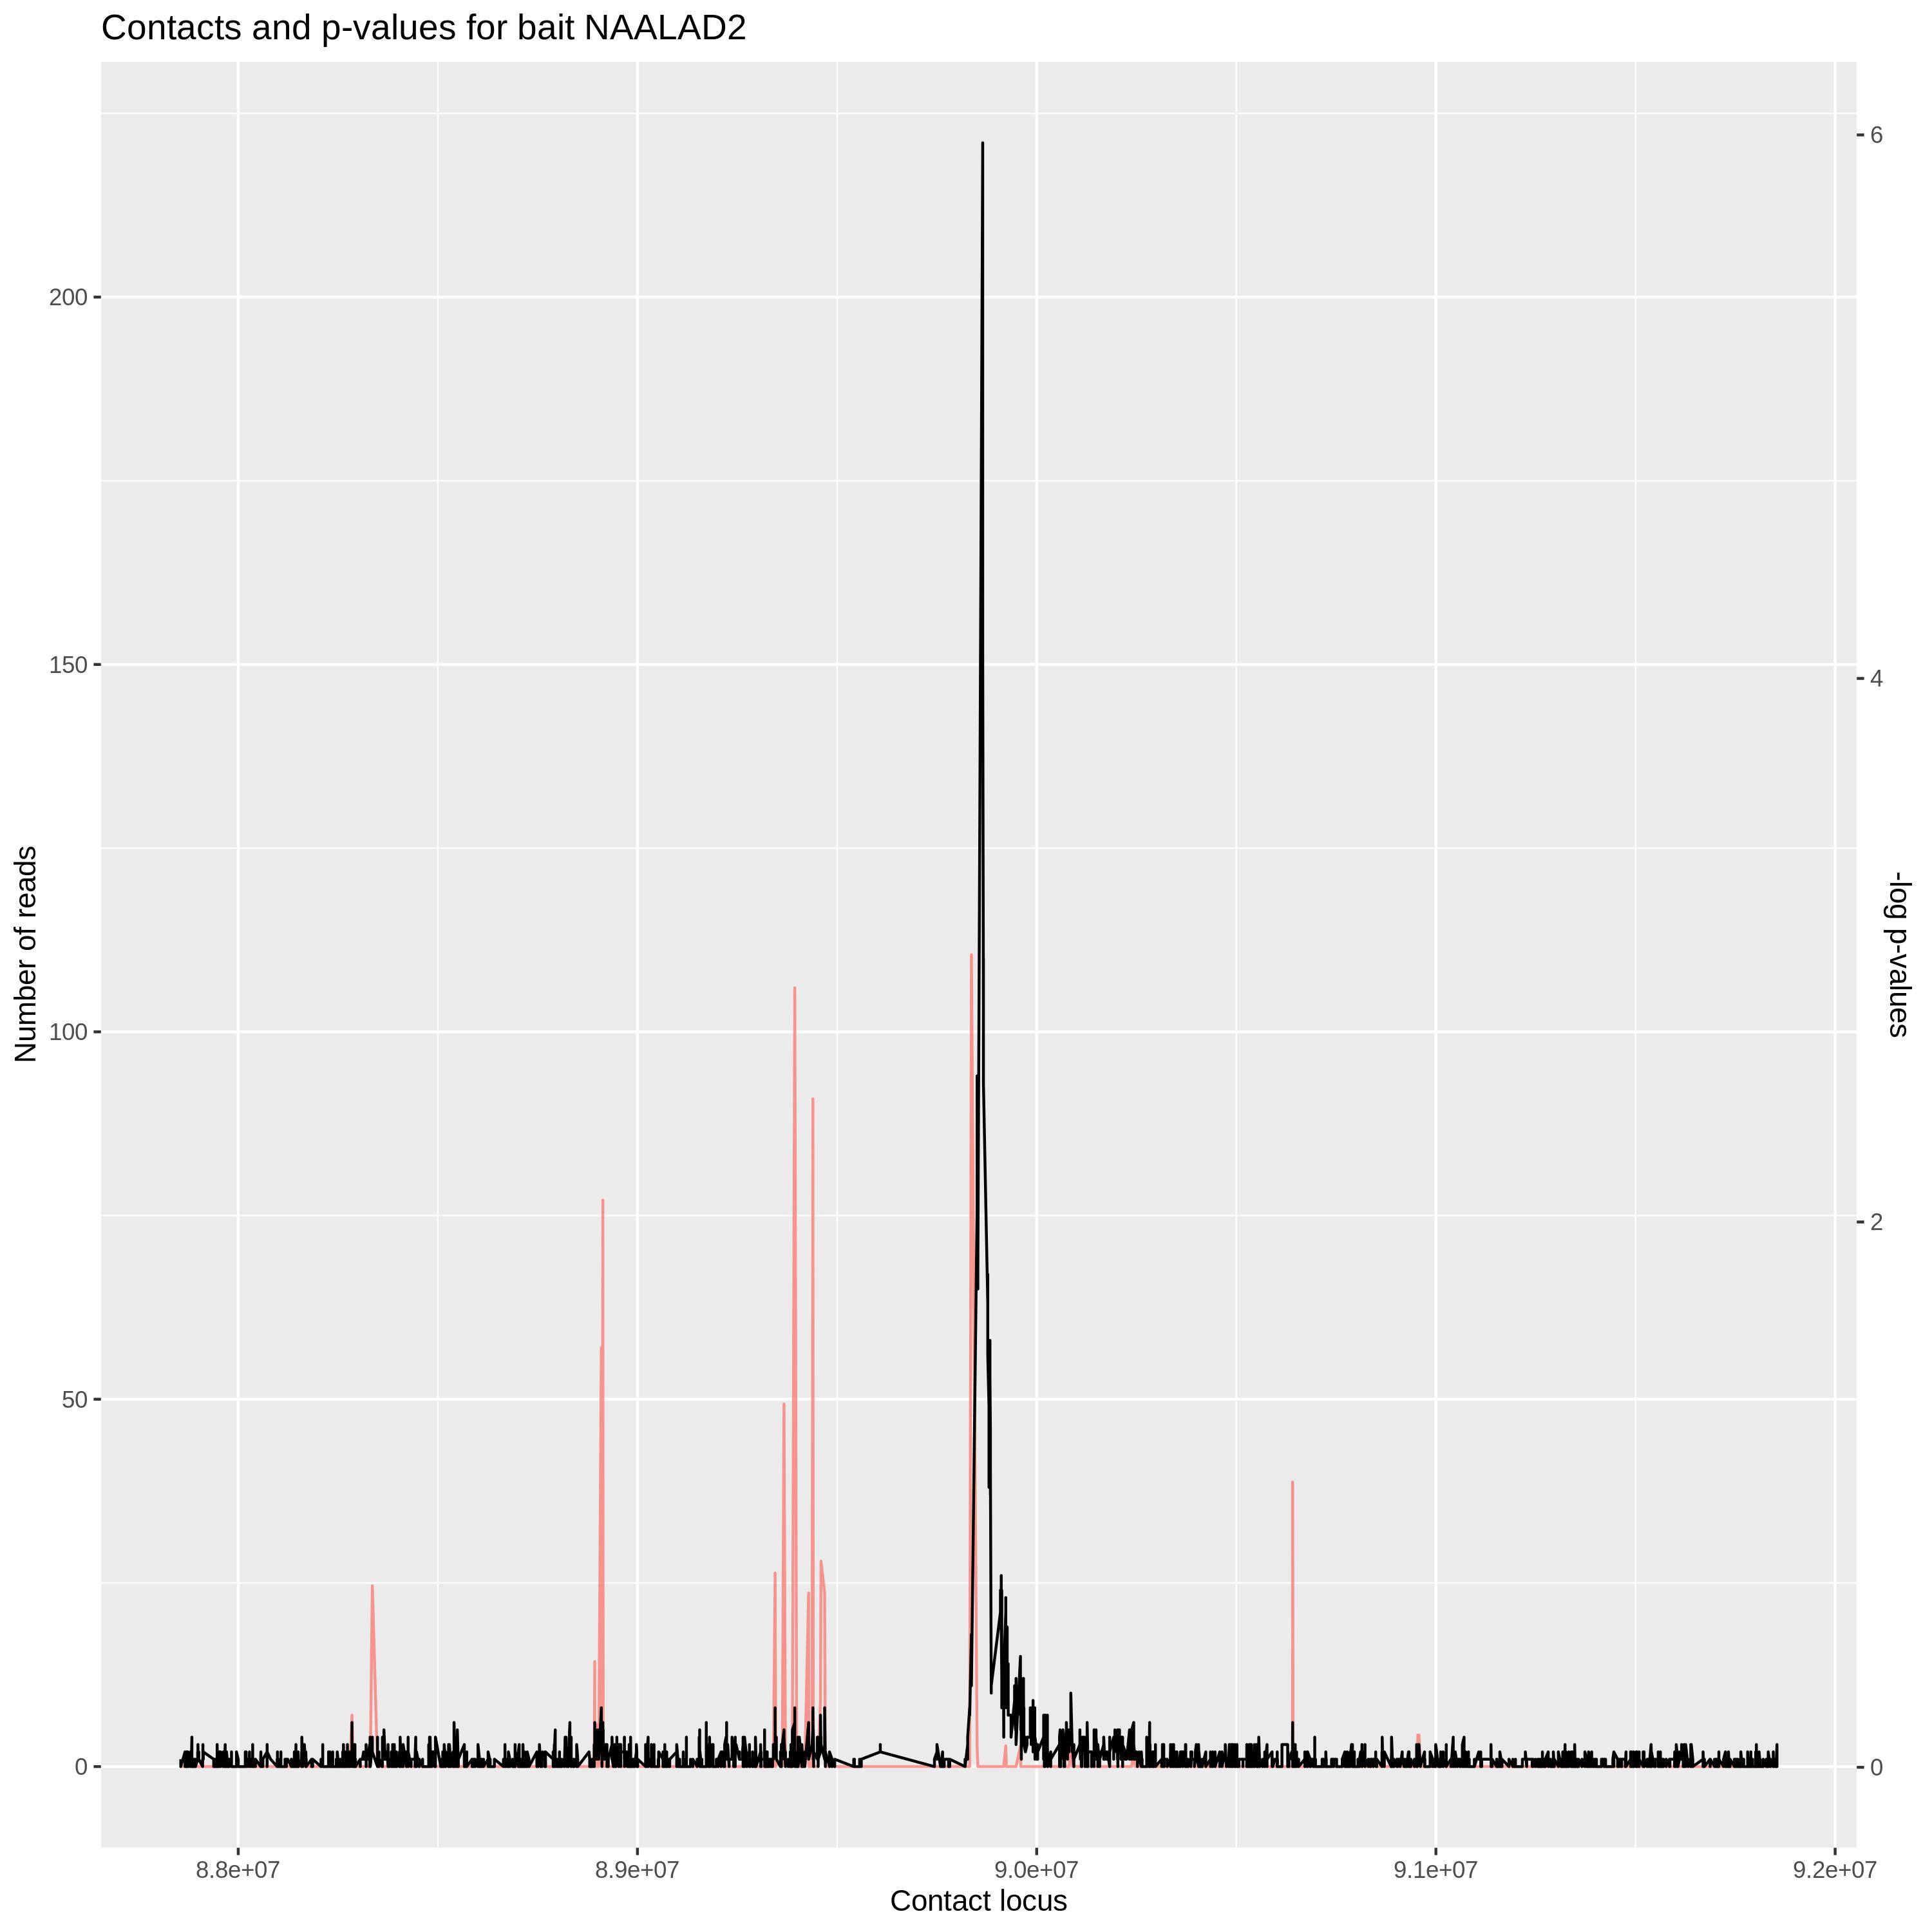 Contacts and p-values for bait NAALAD2
Number of reads
200
150
100
50
0
6
4
2
0
-log p-values
8.8e+07 8.9e+07 9.0e+07 9.1e+07 9.2e+07
Contact locus